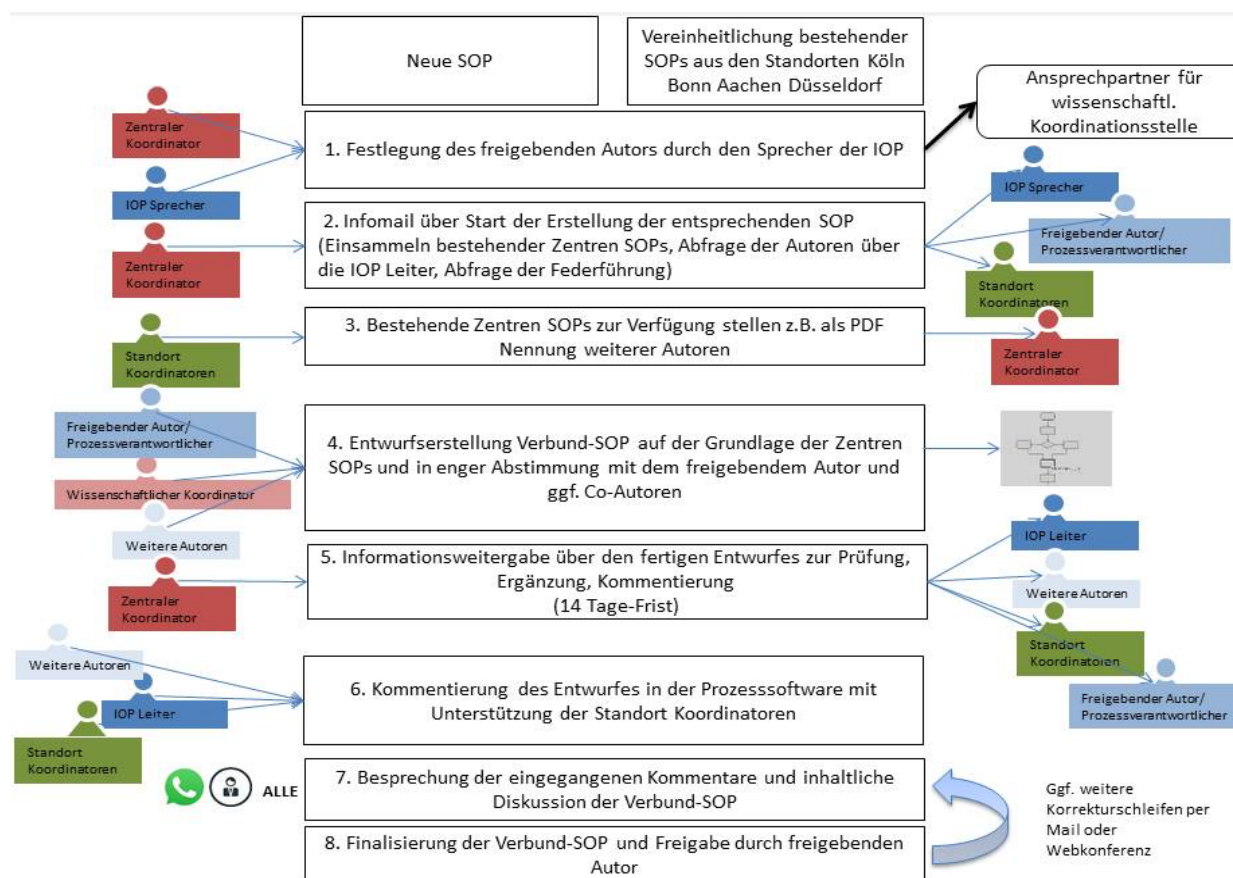 Neue SOP
Vereinheitlichung bestehender
SOPs aus den Standorten Köln
Bonn Aachen Düsseldorf
Ansprechpartner für
wissenschaftl.
Koordinationsstelle
Zentraler
Koordinator
IOP Sprecher
1. Festlegung des freigebenden Autors durch den Sprecher der IOP
Zentraler
Koordinator
2. Infomail über Start der Erstellung der entsprechenden SOP
(Einsammeln bestehender Zentren SOPs, Abfrage der Autoren über
die IOP Leiter, Abfrage der Federführung)
IOP Sprecher
Freigebender Autor/
Prozessverantwortlicher
Standort
Koordinatoren
Standort
Koordinatoren
3. Bestehende Zentren SOPs zur Verfügung stellen z.B. als PDF
Nennung weiterer Autoren
Zentraler
Koordinator
Freigebender Autor/
Prozessverantwortlicher
Wissenschaftlicher Koordinator
Weitere Autoren
4. Entwurfserstellung Verbund-SOP auf der Grundlage der Zentren
SOPs und in enger Abstimmung mit dem freigebendem Autor und
ggf. Co-Autoren
Zentraler
Koordinator
5. Informationsweitergabe über den fertigen Entwurfes zur Prüfung,
Ergänzung, Kommentierung
(14 Tage-Frist)
IOP Leiter
Weitere Autoren
Standort
Koordinatoren
Freigebender Autor/
Prozessverantwortlicher
Weitere Autoren
IOP Leiter
Standort
Koordinatoren
6. Kommentierung des Entwurfes in der Prozesssoftware mit
Unterstützung der Standort Koordinatoren
ALLE
7. Besprechung der eingegangenen Kommentare und inhaltliche
Diskussion der Verbund-SOP
8. Finalisierung der Verbund-SOP und Freigabe durch freigebenden
Autor
Ggf. weitere
Korrekturschleifen per
Mail oder
Webkonferenz